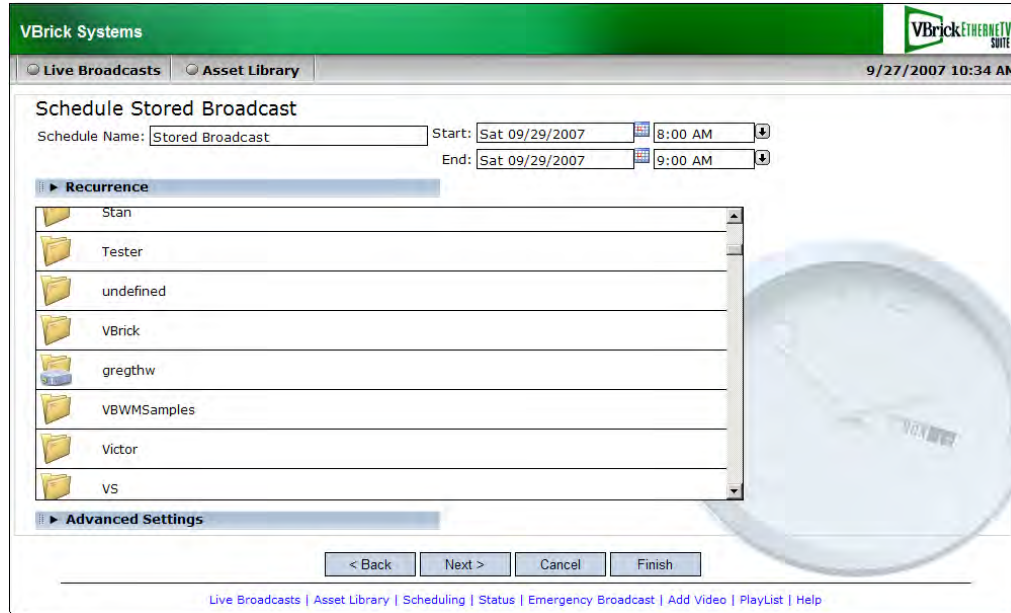 VBrick Systems
VBrick ETHERNETV
SUITE
Live Broadcasts Asset Library 9/27/2007 10:34 AM
Schedule Stored Broadcast
Schedule Name: Stored Broadcast Start: Sat 09/29/2007 8:00 AM
End: Sat 09/29/2007 9:00 AM
Recurrence
Stan
Tester
undefined
VBrick
gregthw
VBWMSamples
Victor
VS
Advanced Settings
< Back Next > Cancel Finish
Live Broadcasts | Asset Library | Scheduling | Status | Emergency Broadcast | Add Video | PlayList | Help